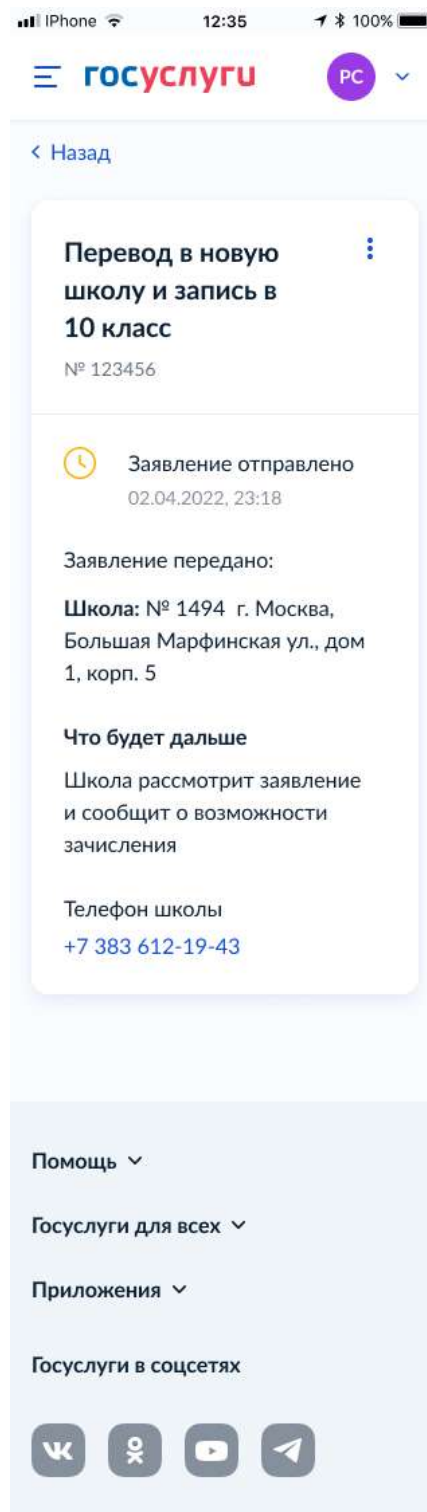 IPhone 12:35 100%
госуслуги РС
Назад
Перевод в новую
школу и запись в
10 класс
№ 123456
Заявление отправлено
02.04.2022, 23:18
Заявление передано:
Школа: № 1494 г. Москва,
Большая Марфинская ул., дом
1, корп. 5
Что будет дальше
Школа рассмотрит заявление
и сообщит о возможности
зачисления
Телефон школы
+7 383 612-19-43
Помощь
Госуслуги для всех
Приложения
Госуслуги в соцсетях